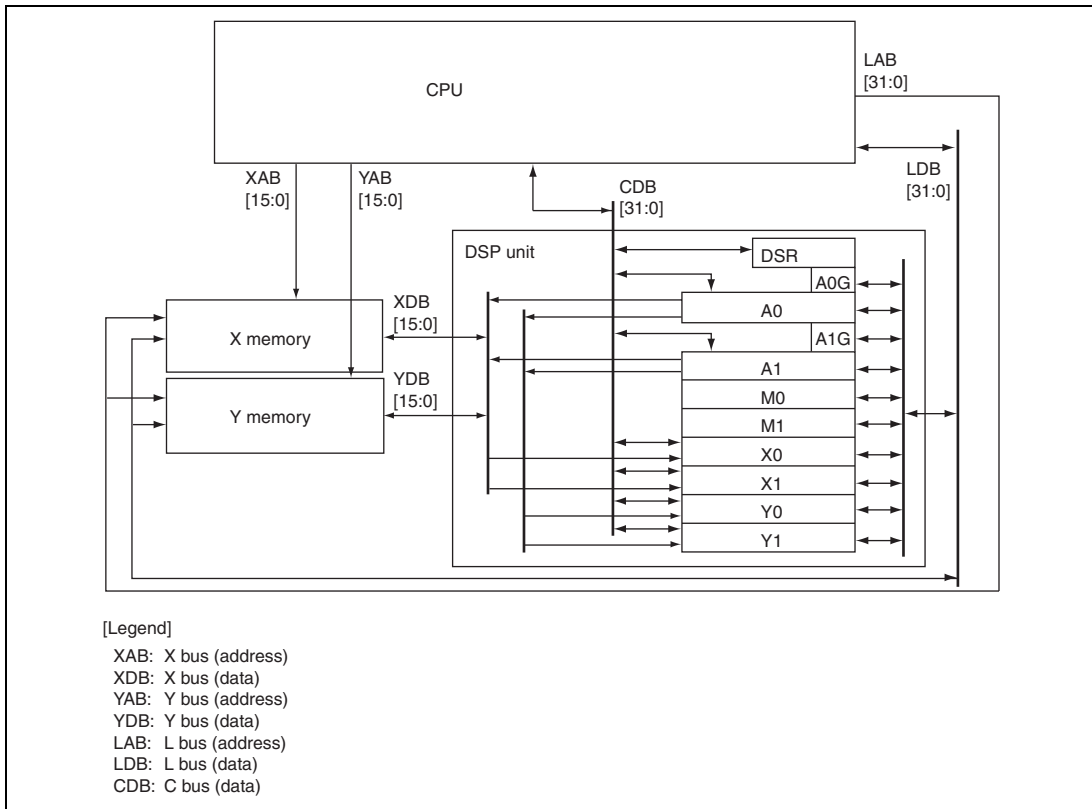 CPU
LAB
[31:0]
XAB
[15:0]
YAB
[15:0]
CDB
[31:0]
LDB
[31:0]
DSP unit
DSR
A0G
A0
A1G
A1
M0
M1
X0
X1
Y0
Y1
XDB
[15:0]
X memory
YDB
[15:0]
Y memory
[Legend]
XAB: X bus (address)
XDB: X bus (data)
YAB: Y bus (address)
YDB: Y bus (data)
LAB: L bus (address)
LDB: L bus (data)
CDB: C bus (data)